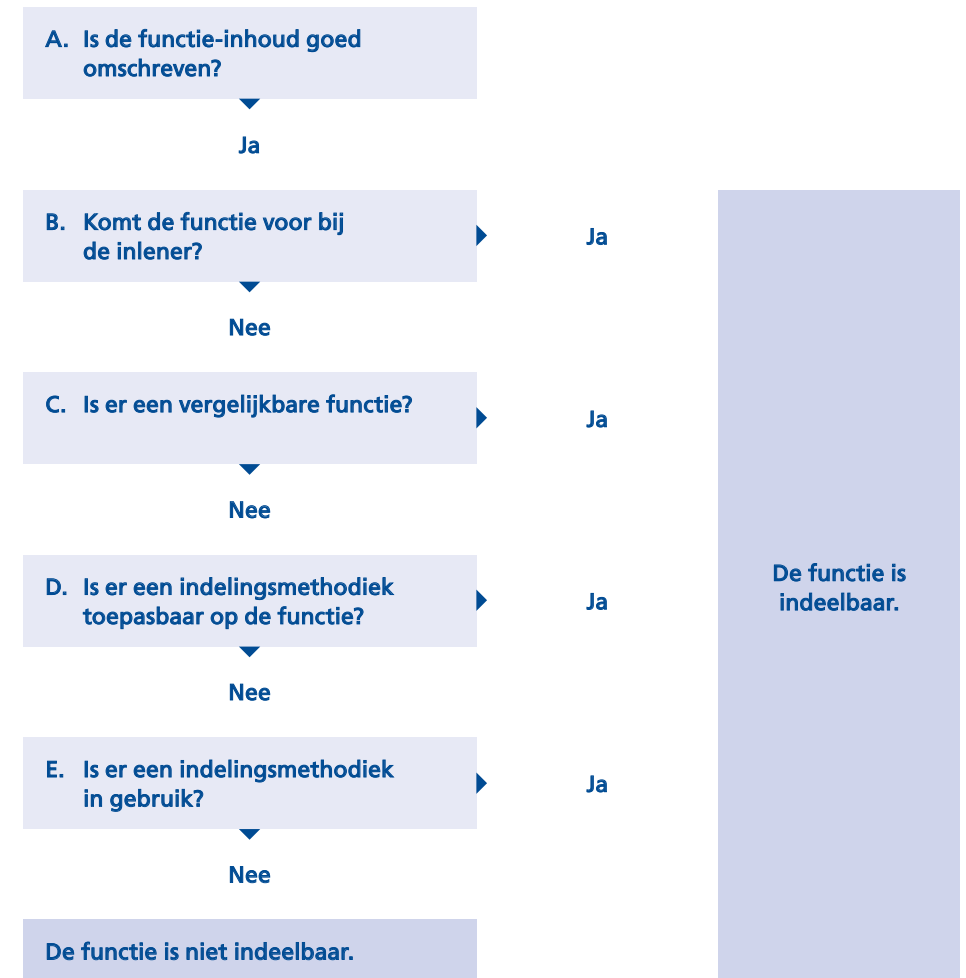 A. Is de functie-inhoud goed
omschreven?
Ja
B. Komt de functie voor bij
de inlener?
Ja
Nee
C. Is er een vergelijkbare functie?
Ja
Nee
D. Is er een indelingsmethodiek
toepasbaar op de functie?
Ja
Nee
E. Is er een indelingsmethodiek
in gebruik?
Ja
Nee
De functie is niet indeelbaar.
De functie is
indeelbaar.